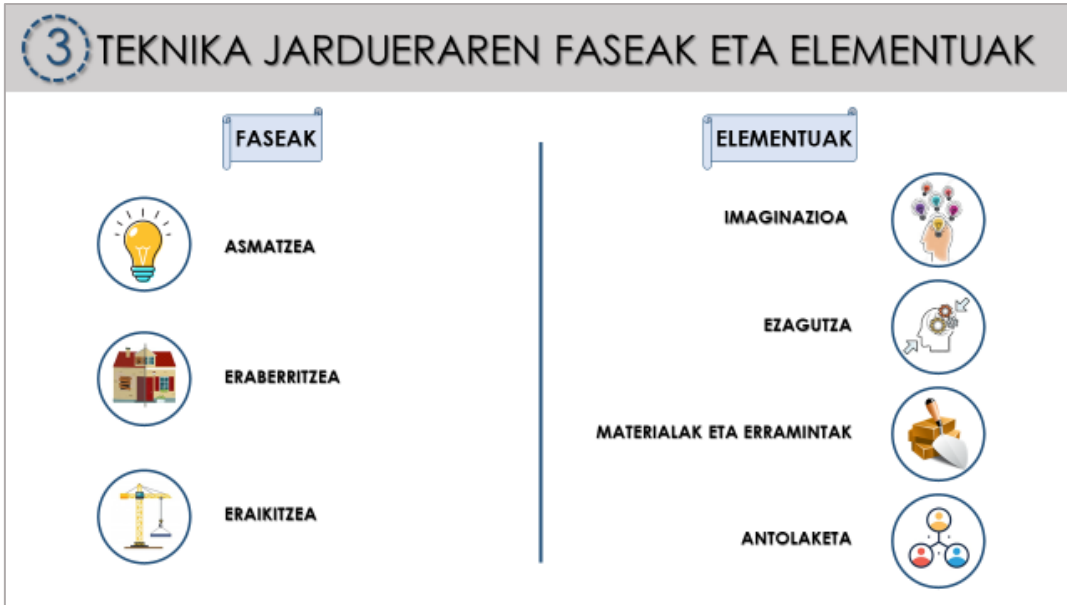 3 TEKNIKA JARDUERAREN FASEAK ETA ELEMENTUAK
FASEAK
ASMATZEA
ERABERRITZEA
ERAIKITZEA
ELEMENTUAK
IMAGINAZIOA
EZAGUTZA
MATERIALAK ETA ERRAMINTAK
ANTOLAKETA